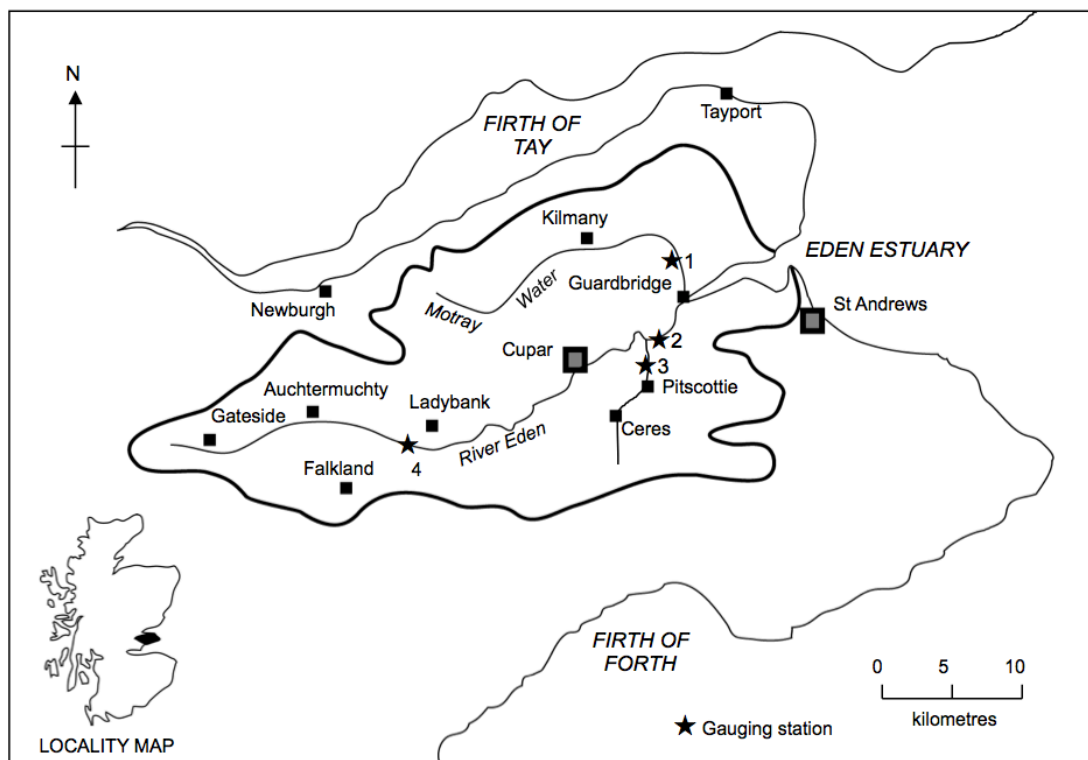 N
FIRTH OF
TAY
Tayport
Kilmany
EDEN ESTUARY
1
Guardbridge
Water
Motray
Newburgh
St Andrews
2
Cupar
3
Pitscottie
Auchtermuchty
Ladybank
Gateside
Ceres
River Eden
4
Falkland
FIRTH OF
FORTH
0 5 10
kilometres
Gauging station
LOCALITY MAP